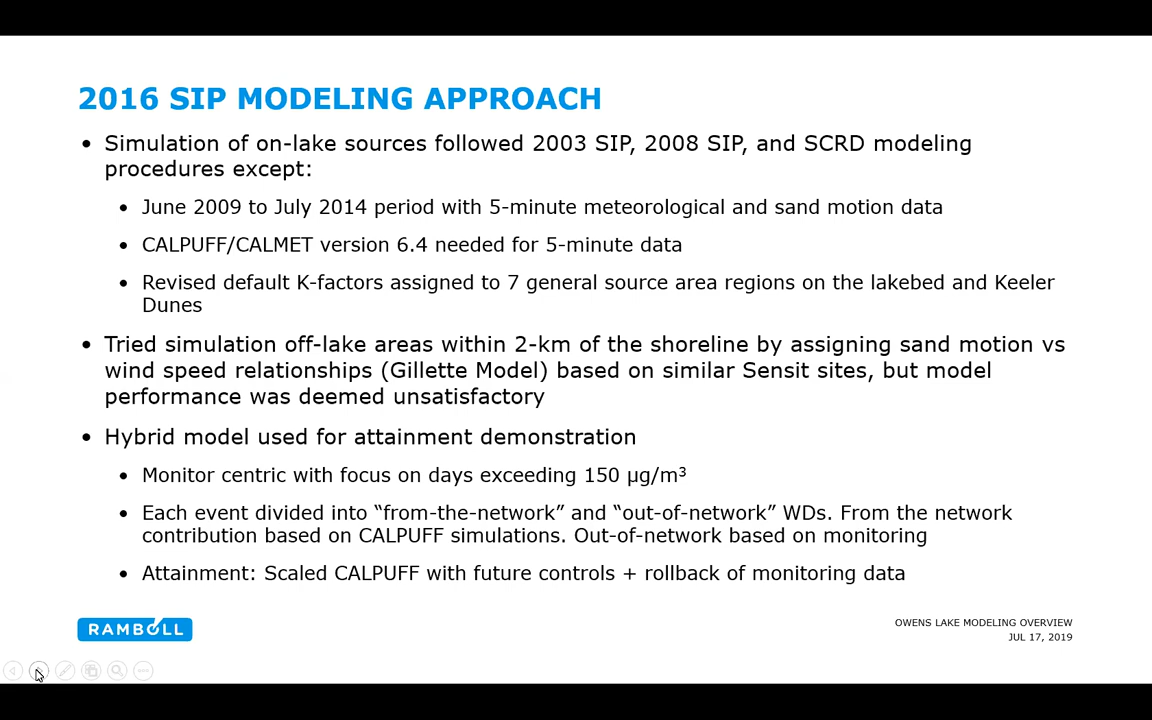 2016 SIP MODELING APPROACH
• Simulation of on-lake sources followed 2003 SIP, 2008 SIP, and SCRD modeling
procedures except:
• June 2009 to July 2014 period with 5-minute meteorological and sand motion data
• CALPUFF/CALMET version 6.4 needed for 5-minute data
• Revised default K-factors assigned to 7 general source area regions on the lakebed and Keeler
Dunes
• Tried simulation off-lake areas within 2-km of the shoreline by assigning sand motion vs
wind speed relationships (Gillette Model) based on similar Sensit sites, but model
performance was deemed unsatisfactory
• Hybrid model used for attainment demonstration
• Monitor centric with focus on days exceeding 150 µg/m³
• Each event divided into “from-the-network” and “out-of-network” WDs. From the network
contribution based on CALPUFF simulations. Out-of-network based on monitoring
• Attainment: Scaled CALPUFF with future controls + rollback of monitoring data
RAMBOLL
OWENS LAKE MODELING OVERVIEW
JUL 17, 2019